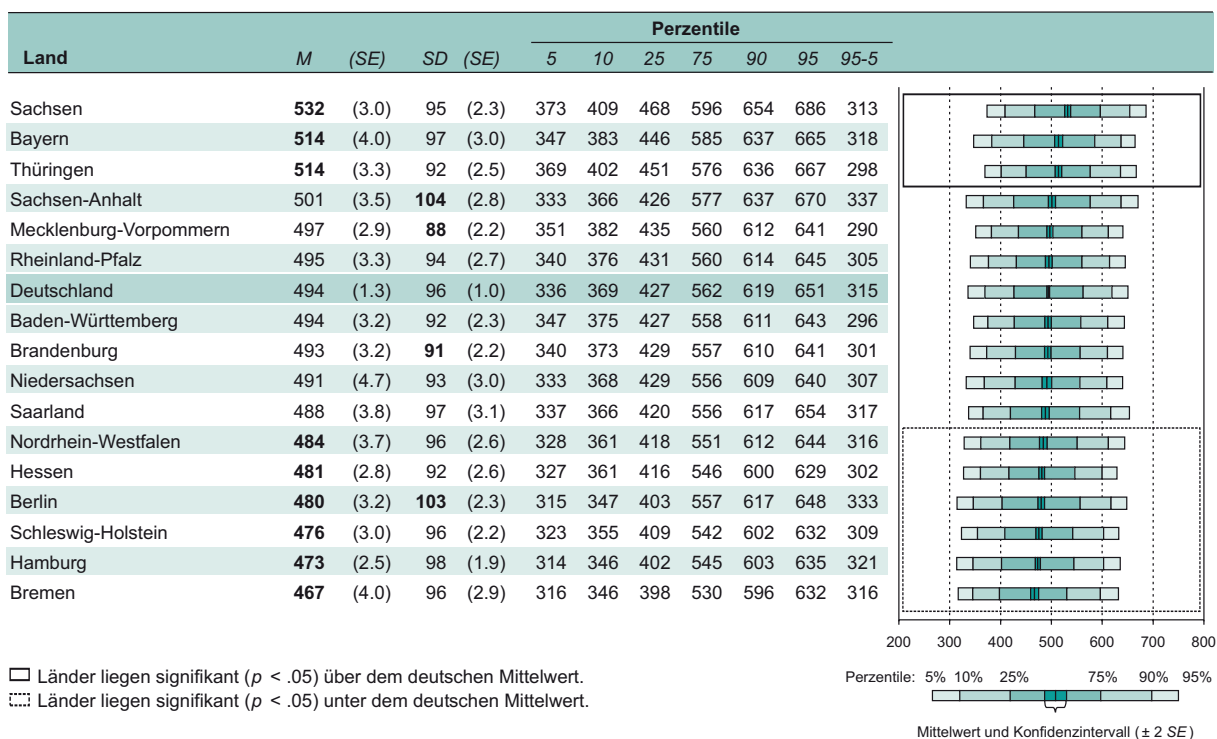 Perzentile
Land M (SE) SD (SE) 5 10 25 75 90 95 95-5
Sachsen 532 (3.0) 95 (2.3) 373 409 468 596 654 686 313
Bayern 514 (4.0) 97 (3.0) 347 383 446 585 637 665 318
Thüringen 514 (3.3) 92 (2.5) 369 402 451 576 636 667 298
Sachsen-Anhalt 501 (3.5) 104 (2.8) 333 366 426 577 637 670 337
Mecklenburg-Vorpommern 497 (2.9) 88 (2.2) 351 382 435 560 612 641 290
Rheinland-Pfalz 495 (3.3) 94 (2.7) 340 376 431 560 614 645 305
Deutschland 494 (1.3) 96 (1.0) 336 369 427 562 619 651 315
Baden-Württemberg 494 (3.2) 92 (2.3) 347 375 427 558 611 643 296
Brandenburg 493 (3.2) 91 (2.2) 340 373 429 557 610 641 301
Niedersachsen 491 (4.7) 93 (3.0) 333 368 429 556 609 640 307
Saarland 488 (3.8) 97 (3.1) 337 366 420 556 617 654 317
Nordrhein-Westfalen 484 (3.7) 96 (2.6) 328 361 418 551 612 644 316
Hessen 481 (2.8) 92 (2.6) 327 361 416 546 600 629 302
Berlin 480 (3.2) 103 (2.3) 315 347 403 557 617 648 333
Schleswig-Holstein 476 (3.0) 96 (2.2) 323 355 409 542 602 632 309
Hamburg 473 (2.5) 98 (1.9) 314 346 402 545 603 635 321
Bremen 467 (4.0) 96 (2.9) 316 346 398 530 596 632 316
200 300 400 500 600 700 800
Länder liegen signifikant (p < .05) über dem deutschen Mittelwert.
Länder liegen signifikant (p < .05) unter dem deutschen Mittelwert.
Perzentile: 5% 10% 25% 75% 90% 95%
Mittelwert und Konfidenzintervall (± 2 SE)